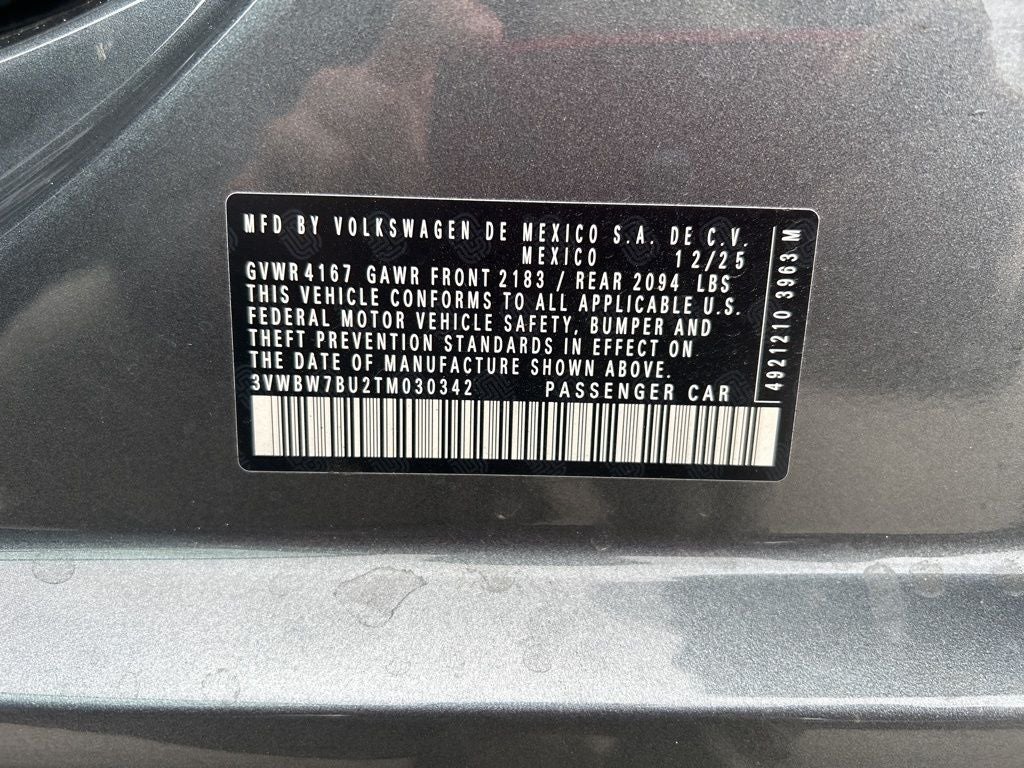 MFD BY VOLKSWAGEN DE MEXICO S.A. DE C.V.
MEXICO 12/25
GVWR 4167 GAWR FRONT 2183 / REAR 2094 LBS
THIS VEHICLE CONFORMS TO ALL APPLICABLE U.S.
FEDERAL MOTOR VEHICLE SAFETY, BUMPER AND
THEFT PREVENTION STANDARDS IN EFFECT ON
THE DATE OF MANUFACTURE SHOWN ABOVE.
3VWBW7BU2TM030342 PASSENGER CAR
4921210 3963 M